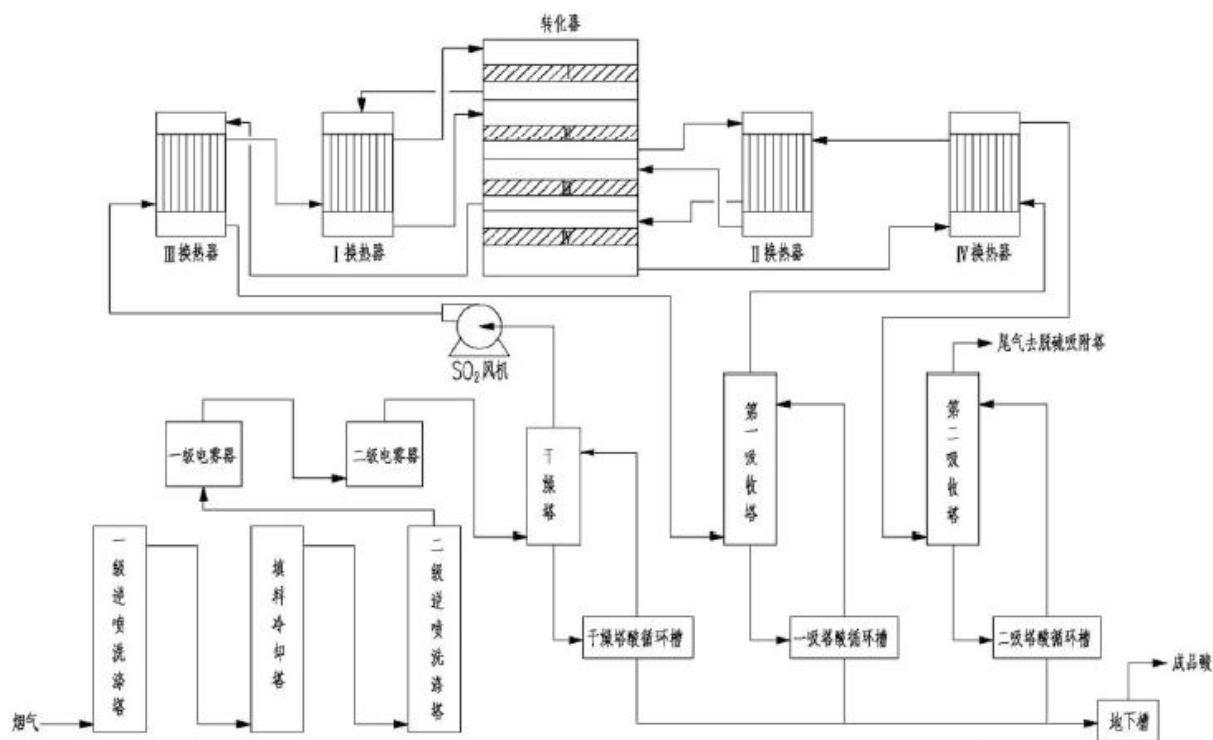 转化器
Ⅰ
Ⅱ
Ⅲ
Ⅳ
Ⅲ换热器
Ⅰ换热器
Ⅱ换热器
Ⅳ换热器
SO₂风机
尾气去脱硫吸附塔
一级电雾器
二级电雾器
干燥塔
第一吸收塔
第二吸收塔
一级逆喷洗涤塔
填料冷却塔
二级逆喷洗涤塔
干燥塔酸循环槽
一吸塔酸循环槽
二吸塔酸循环槽
成品酸
烟气
地下槽